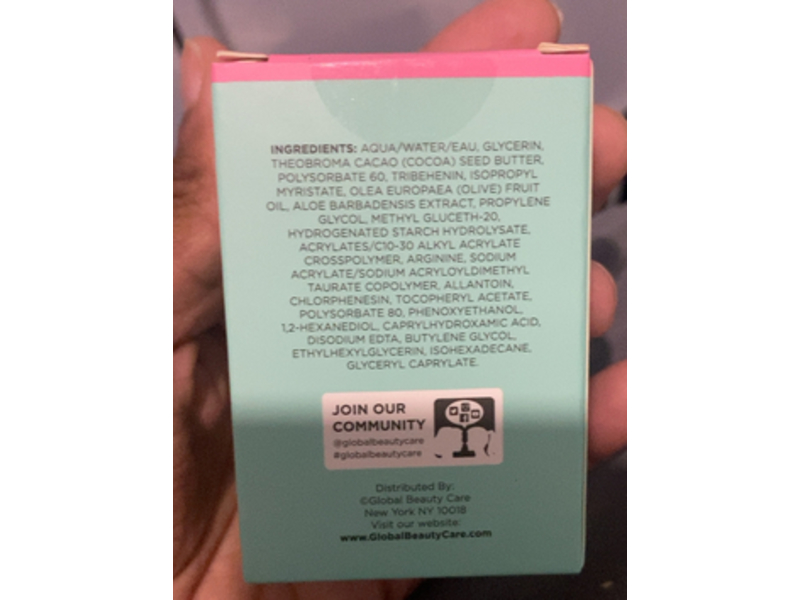 INGREDIENTS: AQUA/WATER/EAU, GLYCERIN,
THEOBROMA CACAO (COCOA) SEED BUTTER,
POLYSORBATE 60, TRIBEHENIN, ISOPROPYL
MYRISTATE, OLEA EUROPAEA (OLIVE) FRUIT
OIL, ALOE BARBADENSIS EXTRACT, PROPYLENE
GLYCOL, METHYL GLUCETH-20,
HYDROGENATED STARCH HYDROLYSATE,
ACRYLATES/C10-30 ALKYL ACRYLATE
CROSSPOLYMER, ARGININE, SODIUM
ACRYLATE/SODIUM ACRYLOYLDIMETHYL
TAURATE COPOLYMER, ALLANTOIN,
CHLORPHENESIN, TOCOPHERYL ACETATE,
POLYSORBATE 80, PHENOXYETHANOL,
1,2-HEXANEDIOL, CAPRYLHYDROXAMIC ACID,
DISODIUM EDTA, BUTYLENE GLYCOL,
ETHYLHEXYLGLYCERIN, ISOHEXADECANE,
GLYCERYL CAPRYLATE.
JOIN OUR
COMMUNITY
@globalbeautycare
#globalbeautycare
Distributed By:
©Global Beauty Care
New York NY 10018
Visit our website:
www.GlobalBeautyCare.com